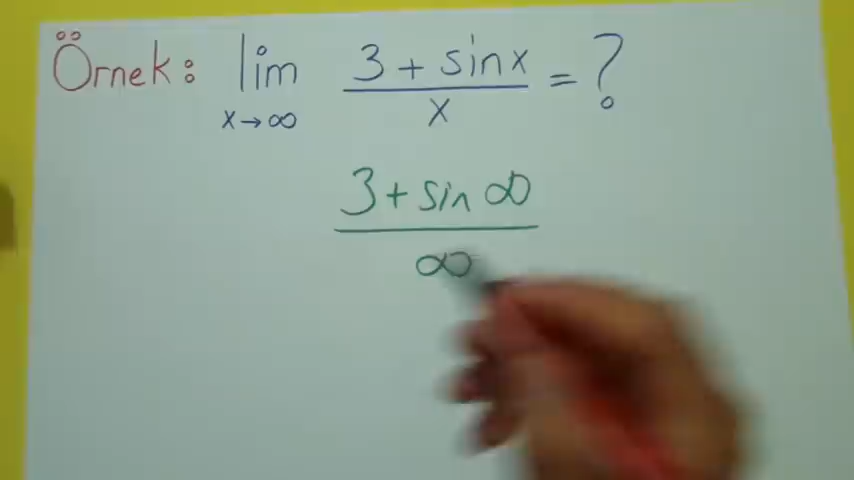 Örnek: lim x→∞ (3 + sinx)/x = ?
(3 + sin ∞)/∞